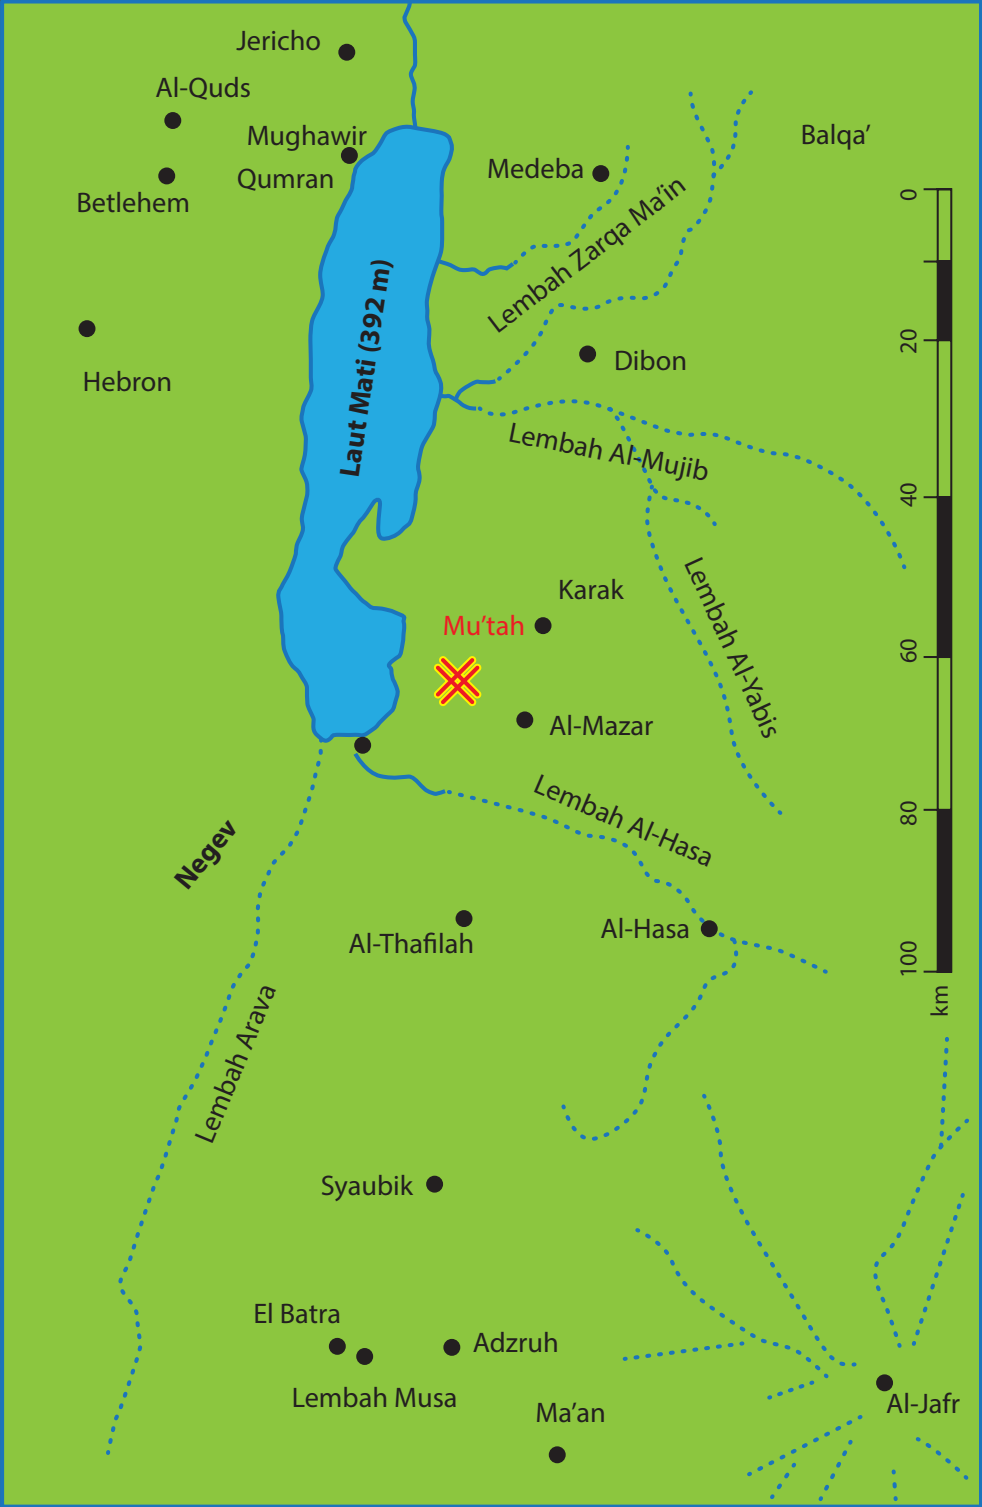 Jericho
Al-Quds
Mughawir
Balqa’
Medeba
Qumran
Betlehem
0
Lembah Zarqa Ma’in
Laut Mati (392 m)
20
Dibon
Hebron
Lembah Al-Mujib
40
Karak
Mu’tah
Lembah Al-Yabis
60
Al-Mazar
Lembah Al-Hasa
80
Negev
Al-Thafilah
Al-Hasa
100
km
Lembah Arava
Syaubik
El Batra
Adzruh
Lembah Musa
Al-Jafr
Ma’an